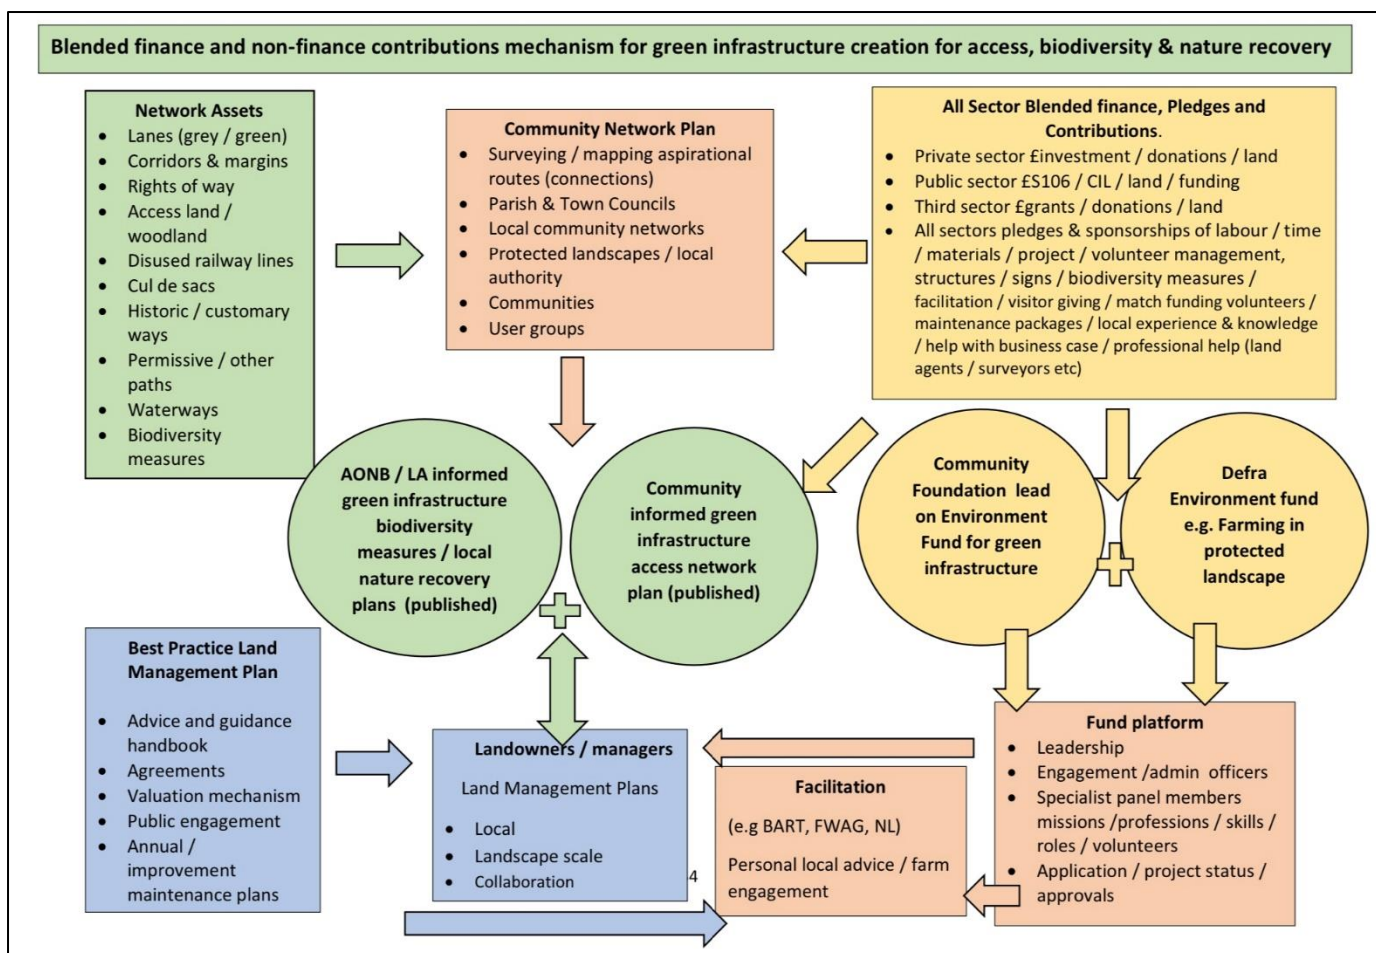 Blended finance and non-finance contributions mechanism for green infrastructure creation for access, biodiversity & nature recovery
Network Assets
• Lanes (grey / green)
• Corridors & margins
• Rights of way
• Access land /
woodland
• Disused railway lines
• Cul de sacs
• Historic / customary
ways
• Permissive / other
paths
• Waterways
• Biodiversity
measures
Community Network Plan
• Surveying / mapping aspirational
routes (connections)
• Parish & Town Councils
• Local community networks
• Protected landscapes / local
authority
• Communities
• User groups
All Sector Blended finance, Pledges and
Contributions.
• Private sector £investment / donations / land
• Public sector £S106 / CIL / land / funding
• Third sector £grants / donations / land
• All sectors pledges & sponsorships of labour / time
/ materials / project / volunteer management,
structures / signs / biodiversity measures /
facilitation / visitor giving / match funding volunteers /
maintenance packages / local experience & knowledge
/ help with business case / professional help (land
agents / surveyors etc)
AONB / LA informed
green infrastructure
biodiversity
measures / local
nature recovery
plans (published)
Community
informed green
infrastructure
access network
plan (published)
Community
Foundation lead
on Environment
Fund for green
infrastructure
Defra
Environment fund
e.g. Farming in
protected
landscape
Best Practice Land
Management Plan
• Advice and guidance
handbook
• Agreements
• Valuation mechanism
• Public engagement
• Annual /
improvement
maintenance plans
Landowners / managers
Land Management Plans
• Local
• Landscape scale
• Collaboration
4
Facilitation
(e.g BART, FWAG, NL)
Personal local advice / farm
engagement
Fund platform
• Leadership
• Engagement /admin officers
• Specialist panel members
missions /professions / skills /
roles / volunteers
• Application / project status /
approvals